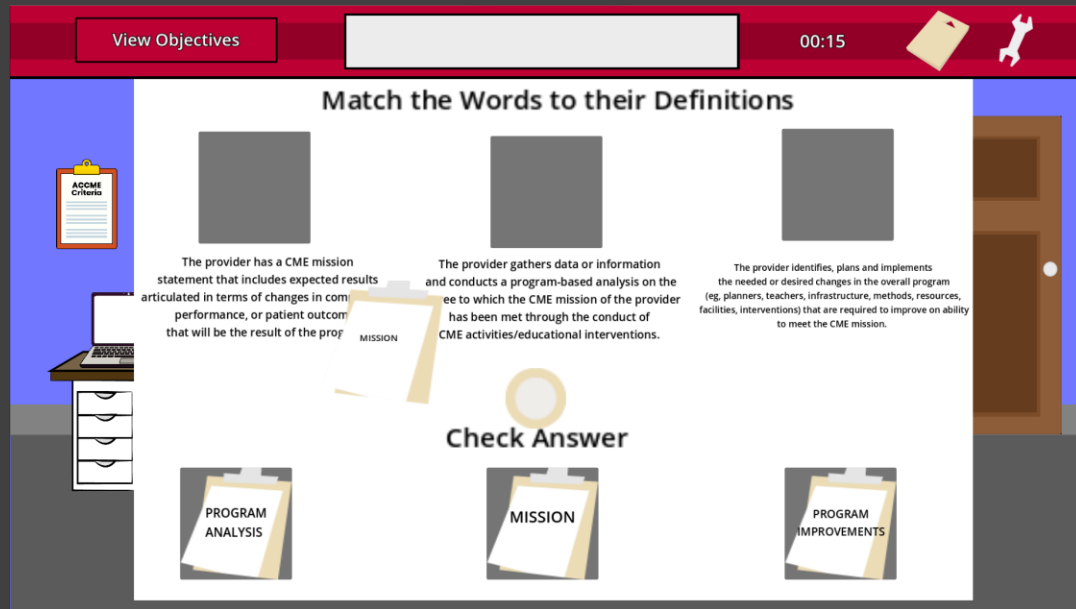 View Objectives
00:15
Match the Words to their Definitions
ACCME
Criteria
The provider has a CME mission
statement that includes expected results
articulated in terms of changes in
performance, or patient
that will be the result of the
MISSION
The provider gathers data or information
and conducts a program-based analysis on the
to which the CME mission of the provider
has been met through the conduct of
CME activities/educational interventions.
The provider identifies, plans and implements
the needed or desired changes in the overall program
(eg, planners, teachers, infrastructure, methods, resources,
facilities, interventions) that are required to improve on ability
to meet the CME mission.
Check Answer
PROGRAM
ANALYSIS
MISSION
PROGRAM
IMPROVEMENTS